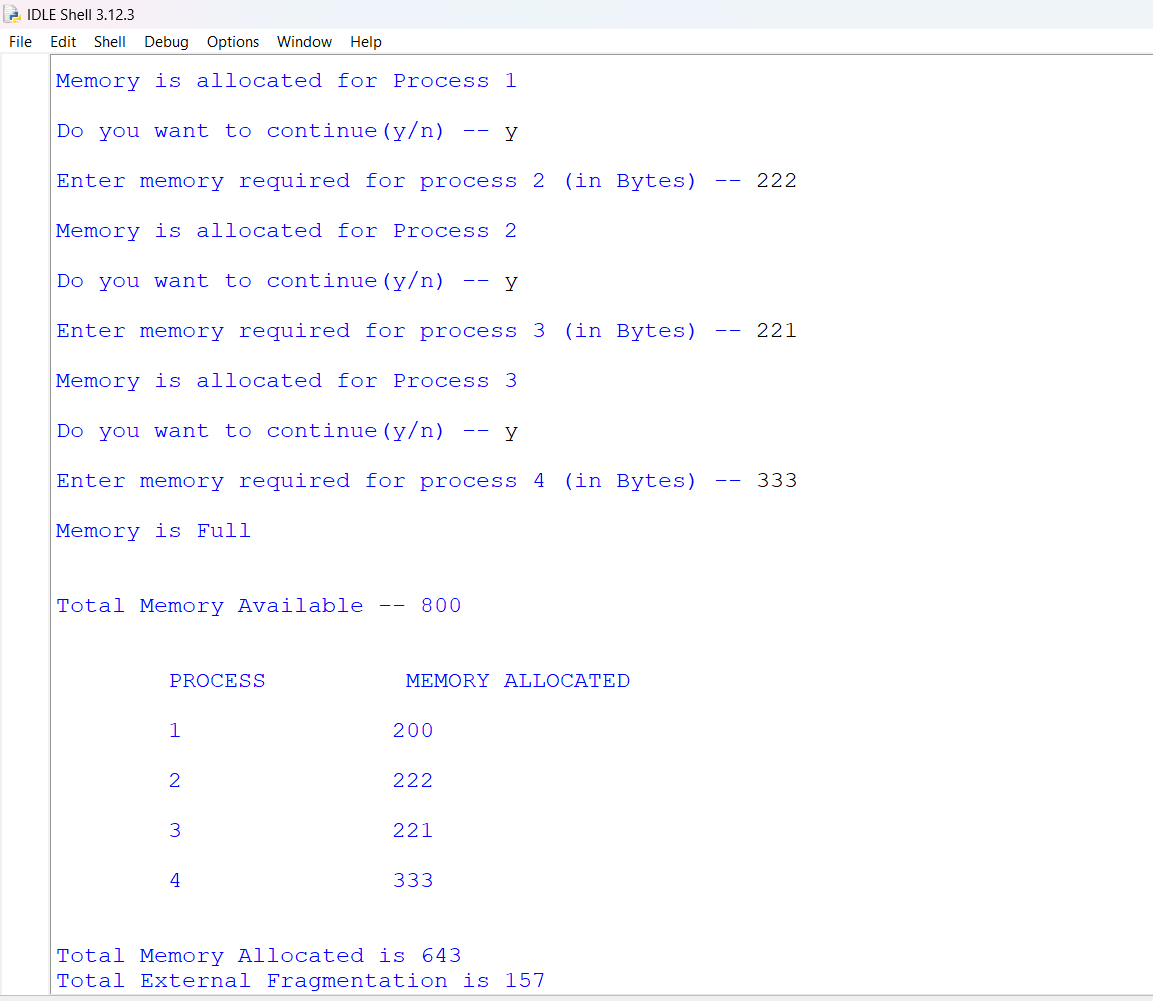 IDLE Shell 3.12.3
File Edit Shell Debug Options Window Help
Memory is allocated for Process 1
Do you want to continue(y/n) -- y
Enter memory required for process 2 (in Bytes) -- 222
Memory is allocated for Process 2
Do you want to continue(y/n) -- y
Enter memory required for process 3 (in Bytes) -- 221
Memory is allocated for Process 3
Do you want to continue(y/n) -- y
Enter memory required for process 4 (in Bytes) -- 333
Memory is Full
Total Memory Available -- 800
PROCESS MEMORY ALLOCATED
1 200
2 222
3 221
4 333
Total Memory Allocated is 643
Total External Fragmentation is 157